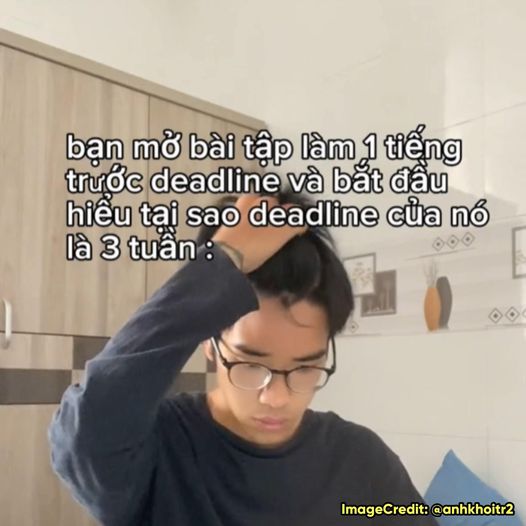 bạn mở bài tập làm 1 tiếng
trước deadline và bắt đầu
hiểu tại sao deadline của nó
là 3 tuần :
ImageCredit: @anhkhoitr2